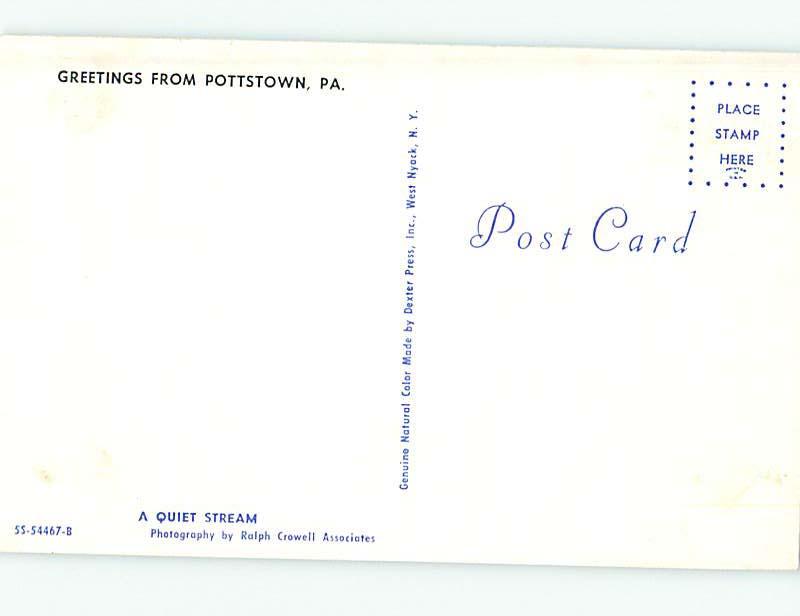 GREETINGS FROM POTTSTOWN, PA.
PLACE
STAMP
HERE
Post Card
Genuine Natural Color Made by Dexter Press, Inc., West Nyack, N. Y.
A QUIET STREAM
Photography by Ralph Crowell Associates
5S-54467-B